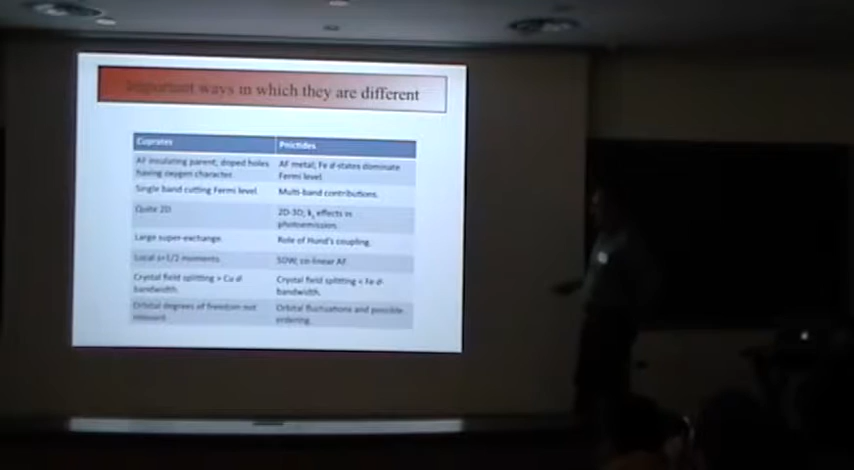 Important ways in which they are different
Cuprates
Pnictides
AF insulating parent; doped holes
having oxygen character.
AF metal; Fe d-states dominate
Fermi level.
Single band cutting Fermi level.
Multi-band contributions.
Quite 2D
2D-3D; kz effects in
photoemission.
Large super-exchange
Role of Hund's coupling.
Local s=1/2 moments
SDW; co-linear AF.
Crystal field splitting > Cu d-
bandwidth.
Crystal field splitting < Fe d-
bandwidth.
Orbital degrees of freedom not
relevant.
Orbital fluctuations and possible
ordering.